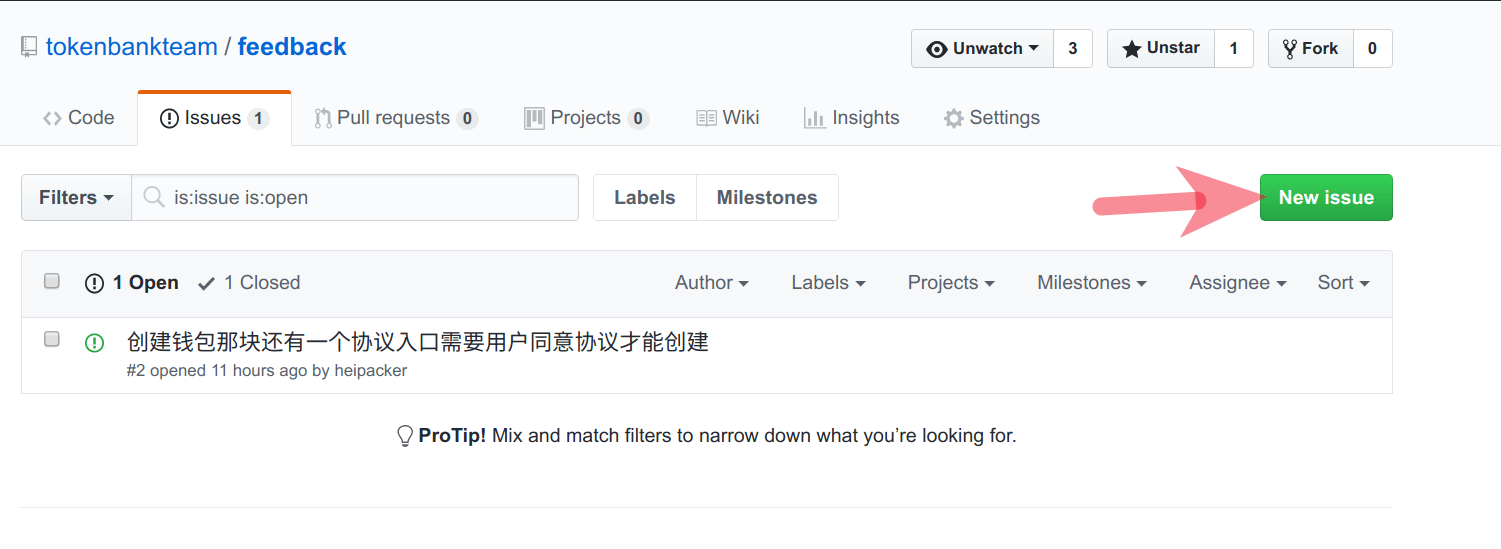 tokenbankteam / feedback
Unwatch 3 Unstar 1 Fork 0
Code Issues 1 Pull requests 0 Projects 0 Wiki Insights Settings
Filters is:issue is:open Labels Milestones New issue
1 Open 1 Closed Author Labels Projects Milestones Assignee Sort
创建钱包那块还有一个协议入口需要用户同意协议才能创建
#2 opened 11 hours ago by heipacker
ProTip! Mix and match filters to narrow down what you’re looking for.